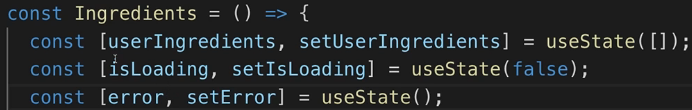 const Ingredients = () => {
const [userIngredients, setUserIngredients] = useState([]);
const [isLoading, setIsLoading] = useState(false);
const [error, setError] = useState();